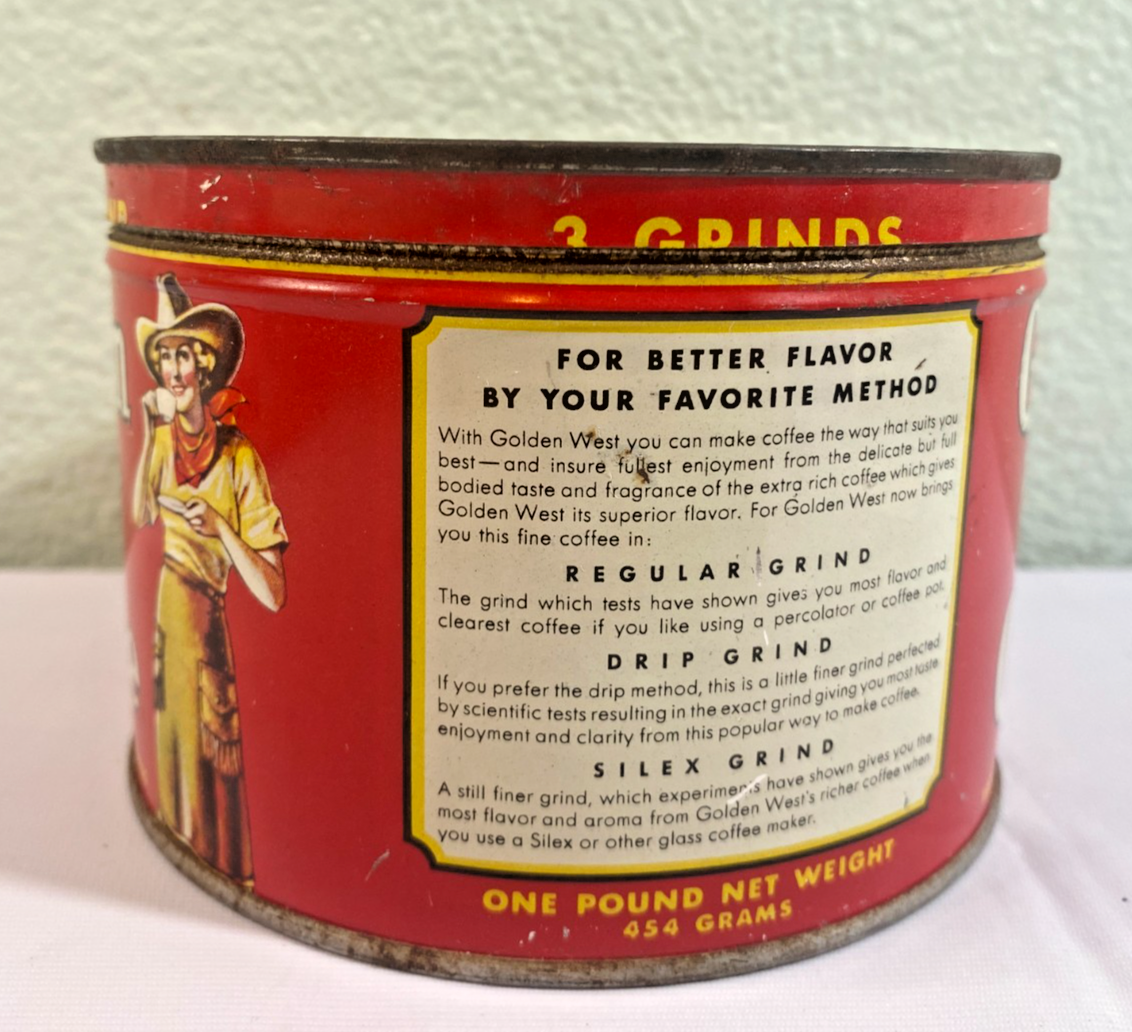 3 GRINDS
FOR BETTER FLAVOR
BY YOUR FAVORITE METHOD
With Golden West you can make coffee the way that suits you
best—and insure fullest enjoyment from the delicate but full
bodied taste and fragrance of the extra rich coffee which gives
Golden West its superior flavor. For Golden West now brings
you this fine coffee in:
REGULAR GRIND
The grind which tests have shown gives you most flavor and
clearest coffee if you like using a percolator or coffee pot.
DRIP GRIND
If you prefer the drip method, this is a little finer grind perfected
by scientific tests resulting in the exact grind giving you most taste
enjoyment and clarity from this popular way to make coffee.
SILEX GRIND
A still finer grind, which experiments have shown gives you the
most flavor and aroma from Golden West's richer coffee when
you use a Silex or other glass coffee maker.
ONE POUND NET WEIGHT
454 GRAMS